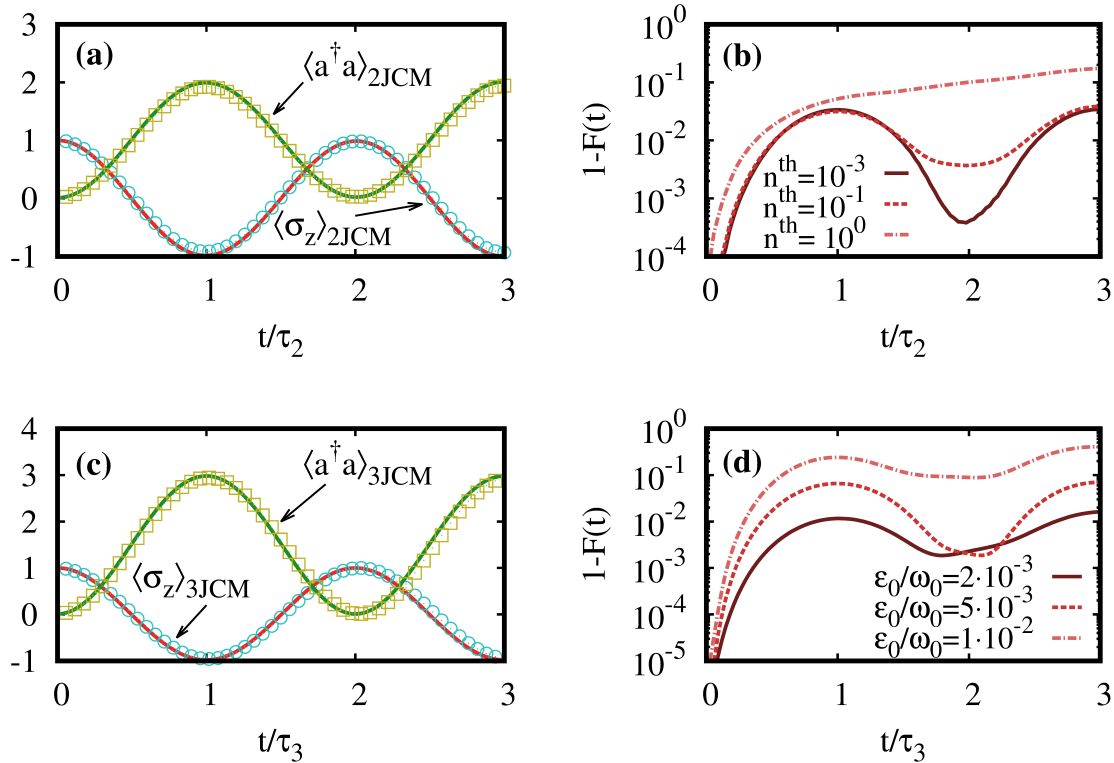 3
(a)
⟨a†a⟩2JCM
2
1
0
⟨σz⟩2JCM
-1
0 1 2 3
t/τ2
10^0
(b)
10^-1
10^-2
1-F(t)
n^th=10^-3
10^-3
n^th=10^-1
n^th= 10^0
10^-4
0 1 2 3
t/τ2
4
(c)
⟨a†a⟩3JCM
3
2
1
⟨σz⟩3JCM
0
-1
0 1 2 3
t/τ3
10^0
(d)
10^-1
10^-2
1-F(t)
10^-3
ε0/ω0=2·10^-3
ε0/ω0=5·10^-3
10^-4
ε0/ω0=1·10^-2
10^-5
0 1 2 3
t/τ3